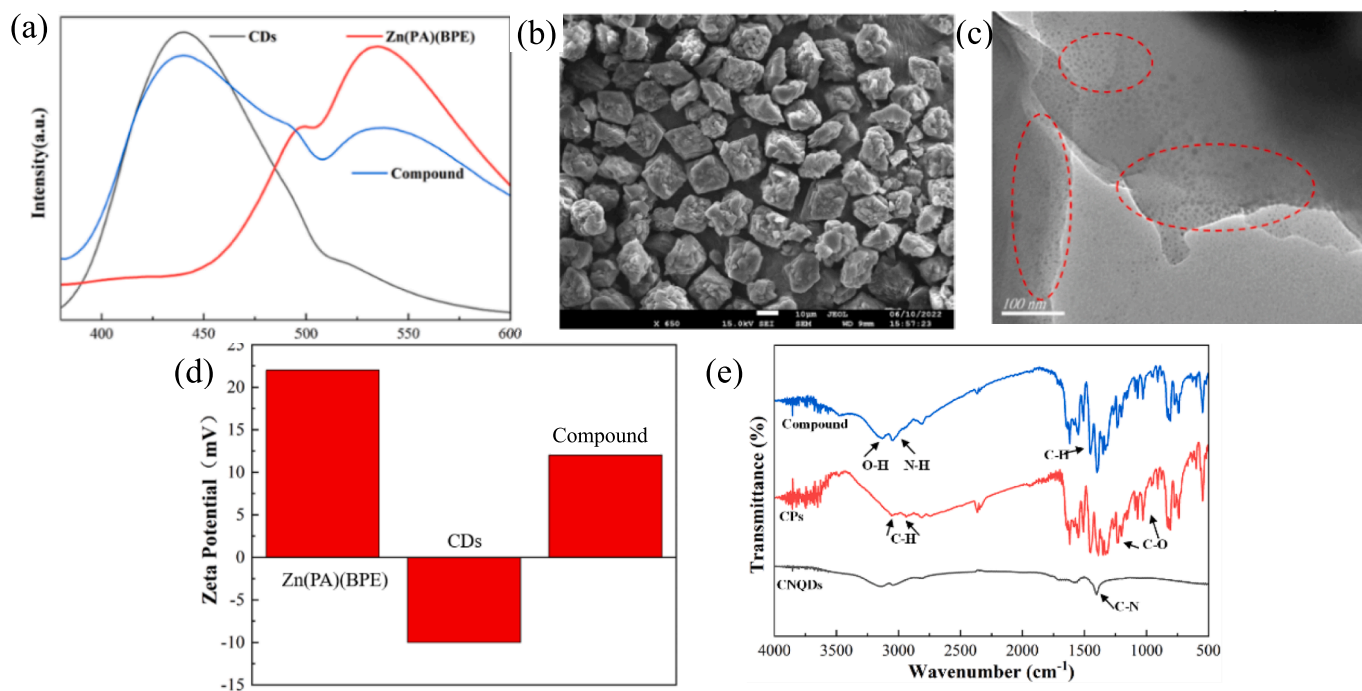 (a)
CDs
Zn(PA)(BPE)
Compound
Intensity(a.u.)
400
450
500
550
600
(b)
10μm JEOL 06/10/2022
X 650 15.0kV SEI SEM WD 9mm 15:57:23
(c)
100 nm
(d)
Zeta Potential (mV)
25
20
15
10
5
0
-5
-10
-15
Zn(PA)(BPE)
CDs
Compound
(e)
Transmittance (%)
Compound
O-H
N-H
C-H
CPs
C-H
C-O
CNQDs
C-N
4000
3500
3000
2500
2000
1500
1000
500
Wavenumber (cm⁻¹)